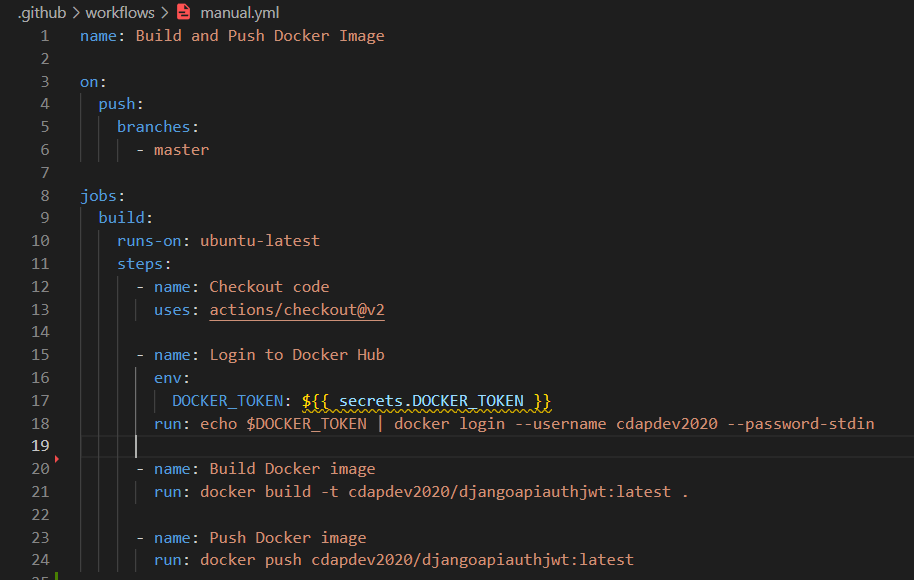 .github > workflows > manual.yml
1 name: Build and Push Docker Image
2
3 on:
4   push:
5     branches:
6       - master
7
8 jobs:
9   build:
10     runs-on: ubuntu-latest
11     steps:
12       - name: Checkout code
13         uses: actions/checkout@v2
14
15       - name: Login to Docker Hub
16         env:
17           DOCKER_TOKEN: ${{ secrets.DOCKER_TOKEN }}
18         run: echo $DOCKER_TOKEN | docker login --username cdapdev2020 --password-stdin
19
20       - name: Build Docker image
21         run: docker build -t cdapdev2020/djangoapiauthjwt:latest .
22
23       - name: Push Docker image
24         run: docker push cdapdev2020/djangoapiauthjwt:latest